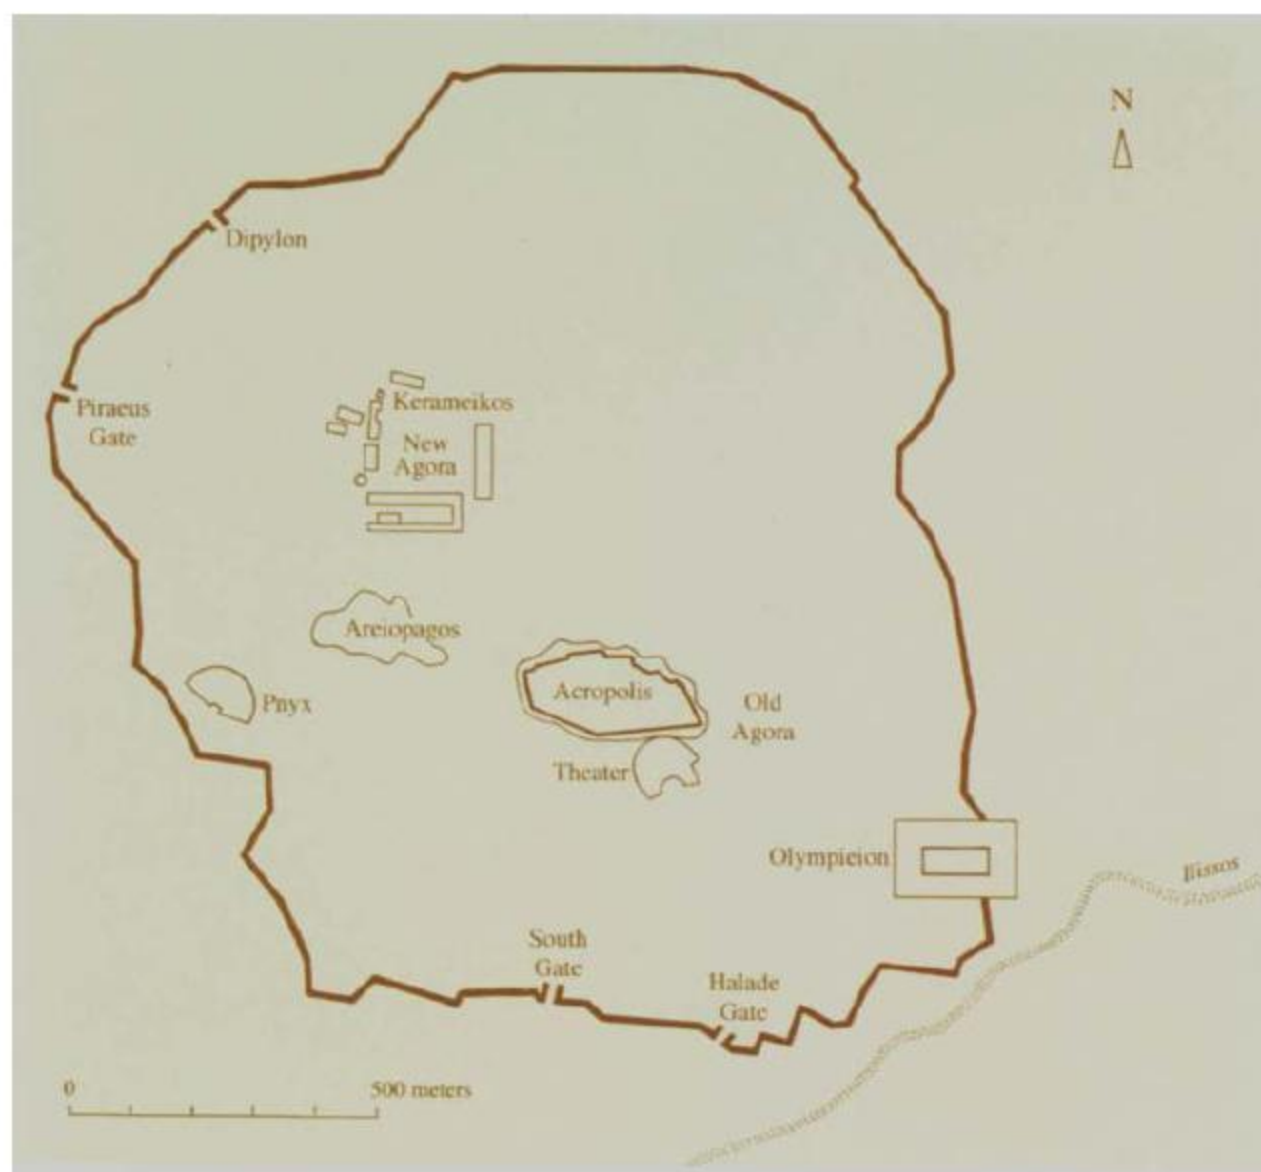 N
Dipylon
Piraeus
Gate
Kerameikos
New
Agora
Areiopagos
Pnyx
Acropolis
Old
Agora
Theater
Olympieion
Ilissos
South
Gate
Halade
Gate
0 500 meters